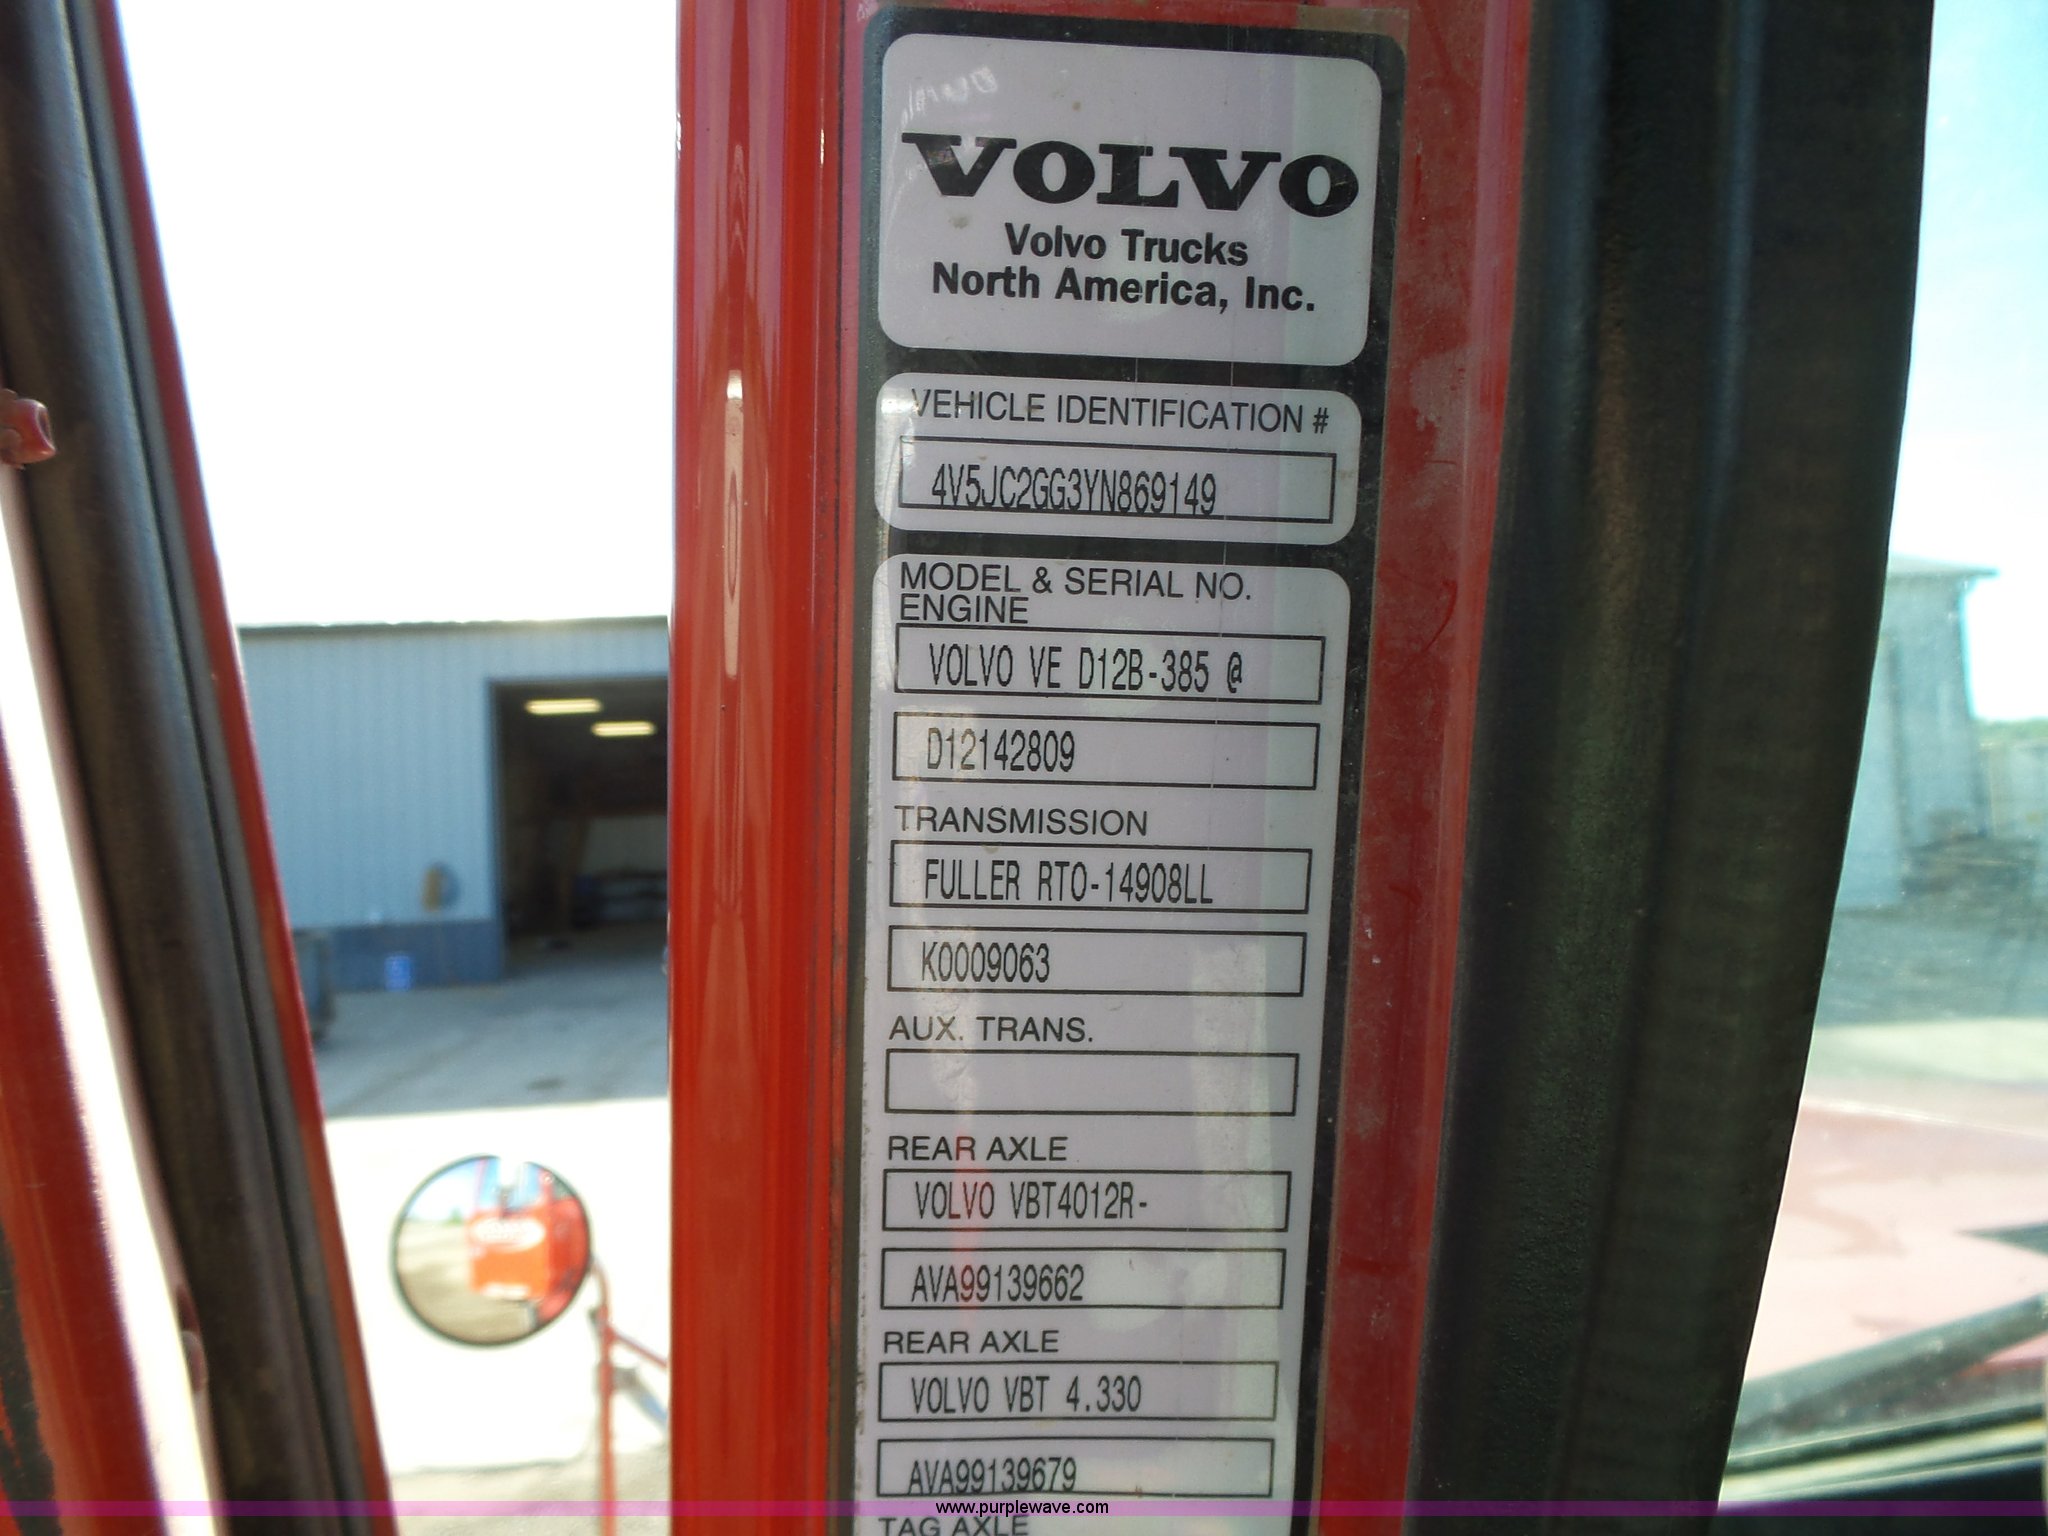 VOLVO
Volvo Trucks
North America, Inc.
VEHICLE IDENTIFICATION #
4V5JC2GG3YN869149
MODEL & SERIAL NO.
ENGINE
VOLVO VE D12B-385 @
D12142809
TRANSMISSION
FULLER RTO-14908LL
K0009063
AUX. TRANS.
REAR AXLE
VOLVO VBT4012R-
AVA99139662
REAR AXLE
VOLVO VBT 4.330
AVA99139679
www.purplewave.com
TAG AXLE